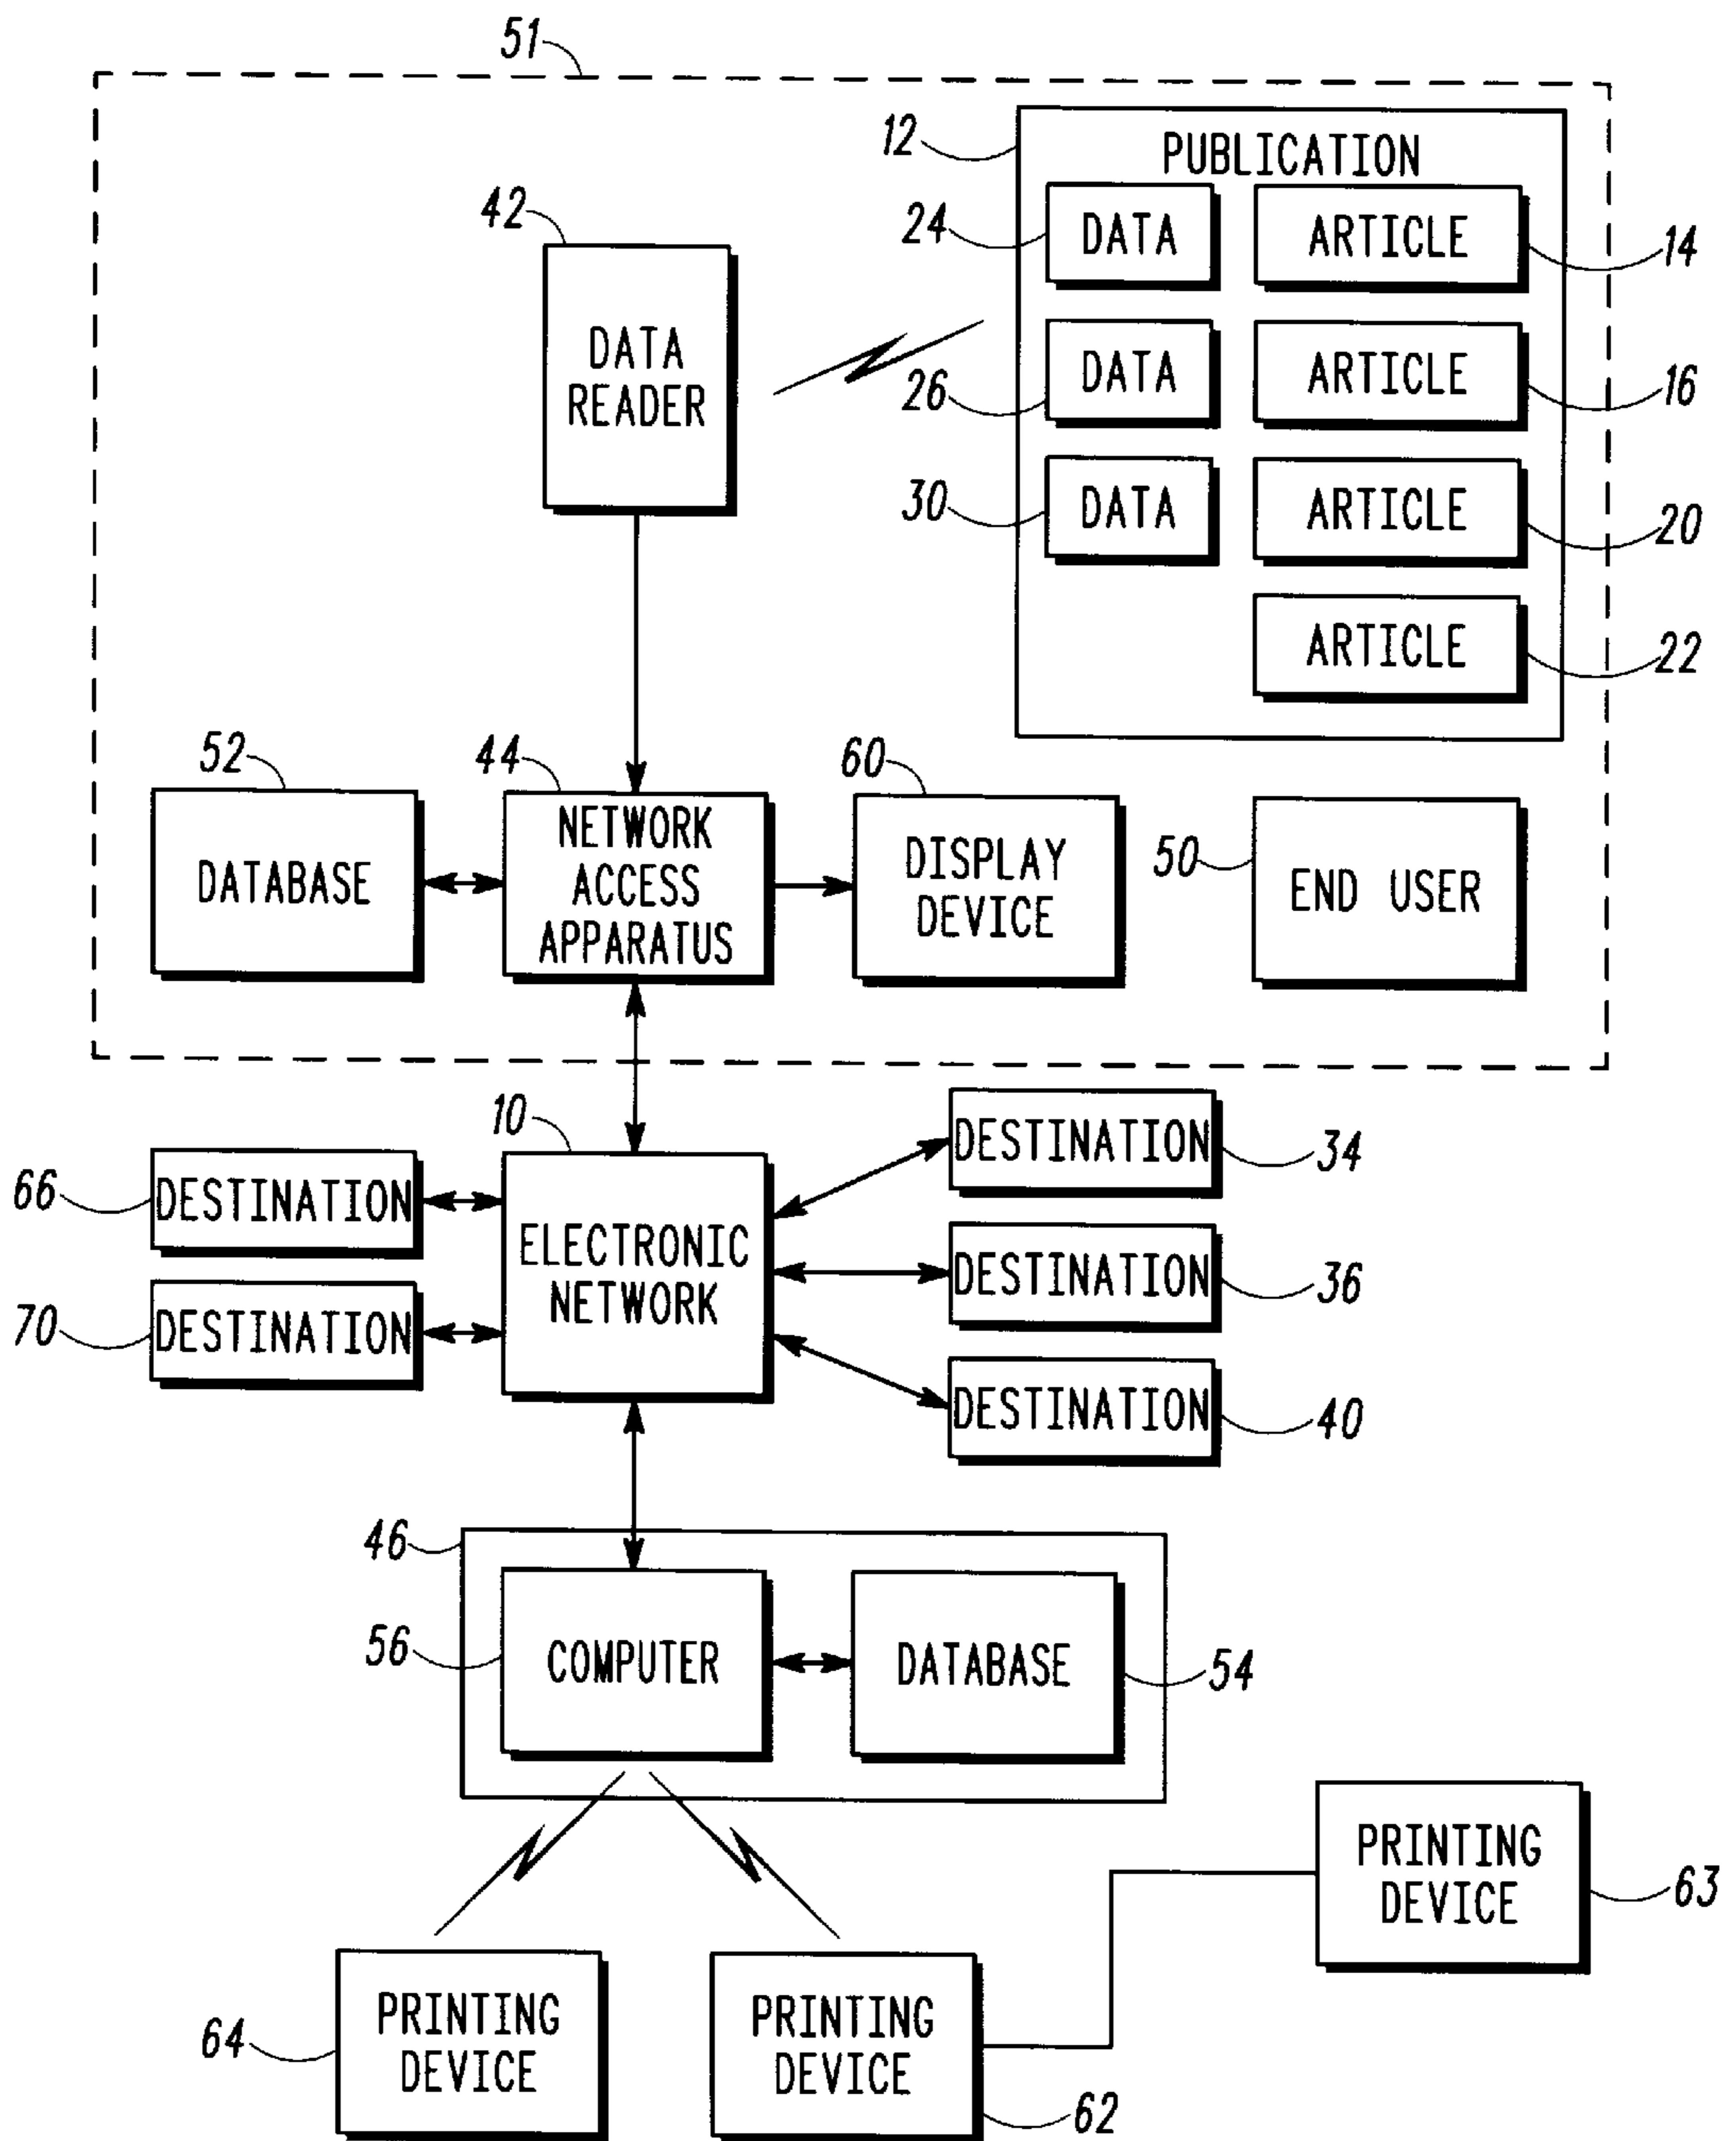 51
12
PUBLICATION
42
24
DATA
ARTICLE
14
DATA
READER
26
DATA
ARTICLE
16
30
DATA
ARTICLE
20
ARTICLE
22
52
44
60
DATABASE
NETWORK
ACCESS
APPARATUS
DISPLAY
DEVICE
50
END USER
10
DESTINATION
34
66
DESTINATION
ELECTRONIC
NETWORK
DESTINATION
36
70
DESTINATION
DESTINATION
40
46
56
COMPUTER
DATABASE
54
PRINTING
DEVICE
63
64
PRINTING
DEVICE
PRINTING
DEVICE
62